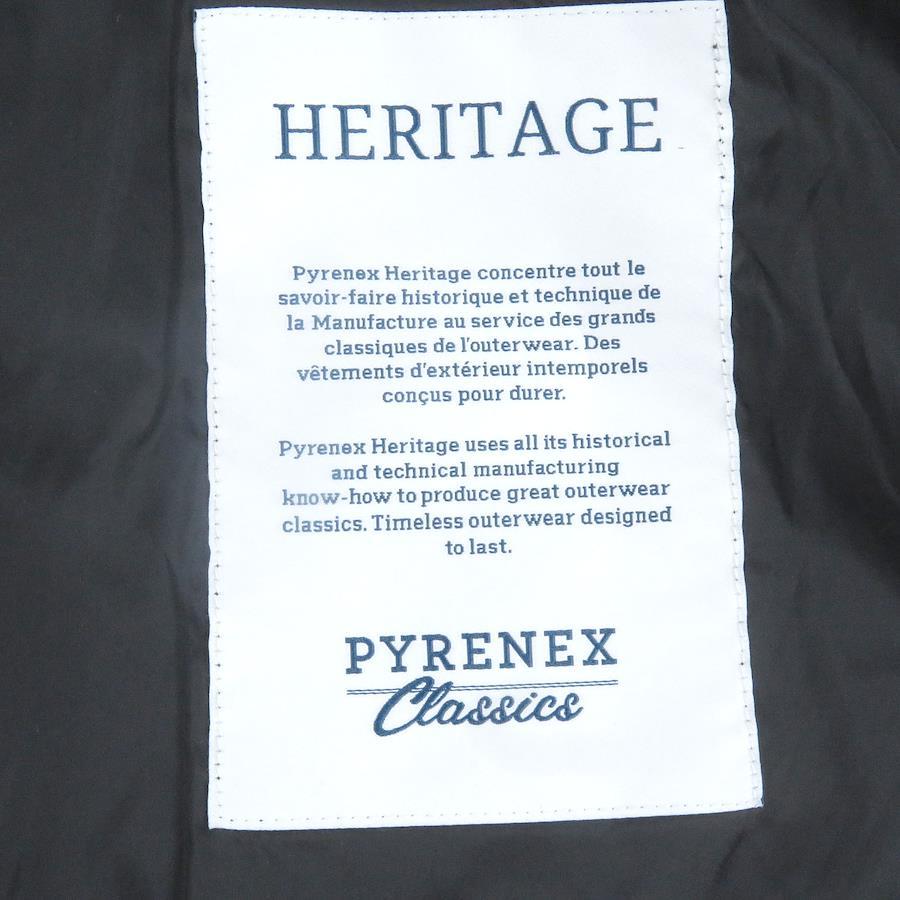 HERITAGE
Pyrenex Heritage concentre tout le
savoir-faire historique et technique de
la Manufacture au service des grands
classiques de l'outerwear. Des
vêtements d'extérieur intemporels
conçus pour durer.
Pyrenex Heritage uses all its historical
and technical manufacturing
know-how to produce great outerwear
classics. Timeless outerwear designed
to last.
PYRENEX
Classics